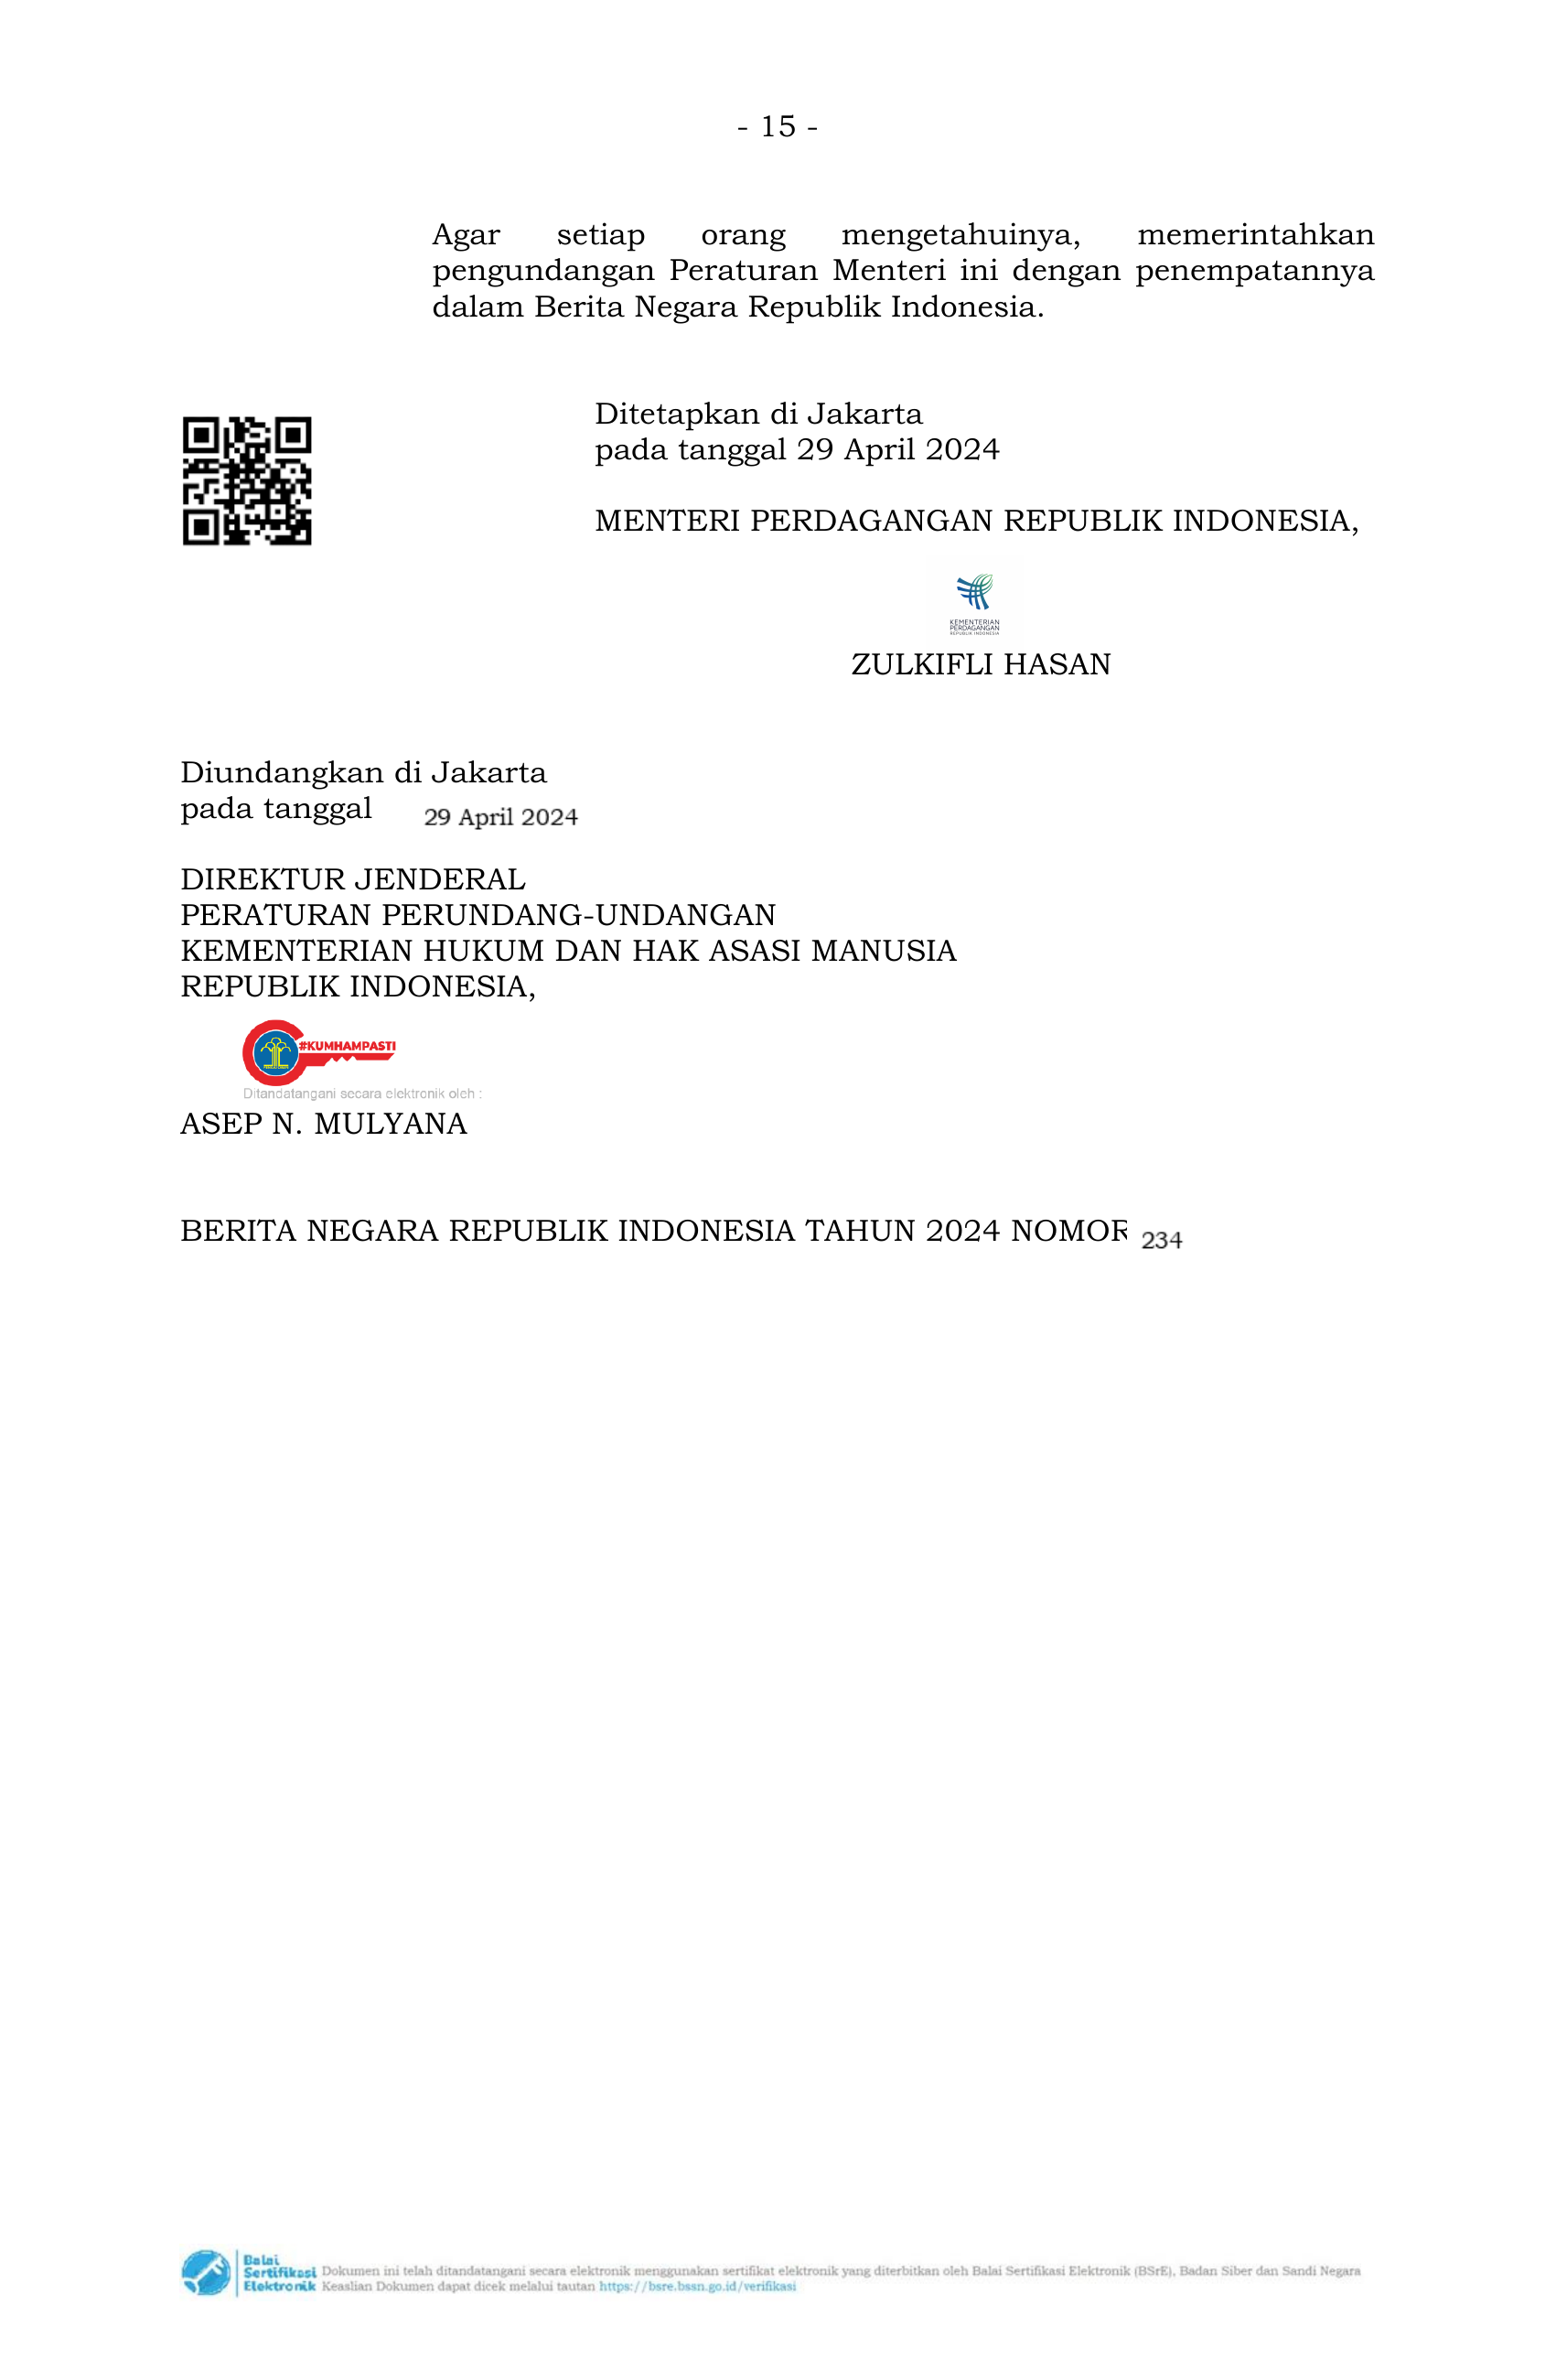 - 15 -
Agar setiap orang mengetahuinya, memerintahkan
pengundangan Peraturan Menteri ini dengan penempatannya
dalam Berita Negara Republik Indonesia.
Ditetapkan di Jakarta
pada tanggal 29 April 2024
MENTERI PERDAGANGAN REPUBLIK INDONESIA,
KEMENTERIAN
PERDAGANGAN
REPUBLIK INDONESIA
ZULKIFLI HASAN
Diundangkan di Jakarta
pada tanggal 29 April 2024
DIREKTUR JENDERAL
PERATURAN PERUNDANG-UNDANGAN
KEMENTERIAN HUKUM DAN HAK ASASI MANUSIA
REPUBLIK INDONESIA,
#KUMHAMPASTI
Ditandatangani secara elektronik oleh :
ASEP N. MULYANA
BERITA NEGARA REPUBLIK INDONESIA TAHUN 2024 NOMOR 234
Balai
Sertifikasi
Elektronik
Dokumen ini telah ditandatangani secara elektronik menggunakan sertifikat elektronik yang diterbitkan oleh Balai Sertifikasi Elektronik (BSrE), Badan Siber dan Sandi Negara
Keaslian Dokumen dapat dicek melalui tautan https://bsre.bssn.go.id/verifikasi